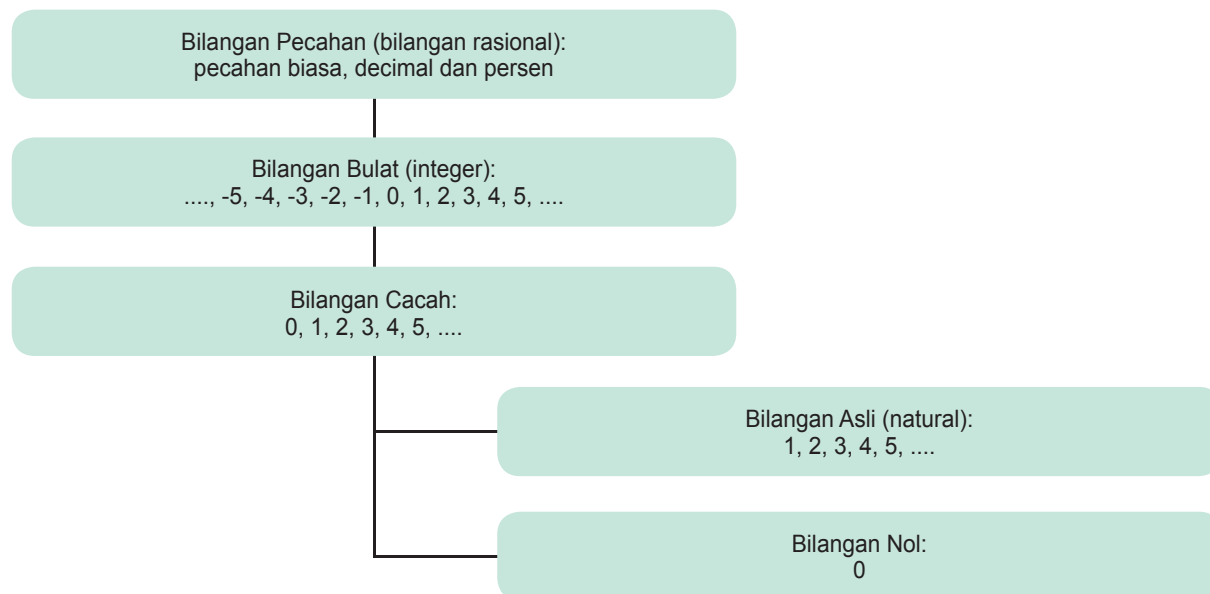 Bilangan Pecahan (bilangan rasional):
pecahan biasa, decimal dan persen
Bilangan Bulat (integer):
...., -5, -4, -3, -2, -1, 0, 1, 2, 3, 4, 5, ....
Bilangan Cacah:
0, 1, 2, 3, 4, 5, ....
Bilangan Asli (natural):
1, 2, 3, 4, 5, ....
Bilangan Nol:
0